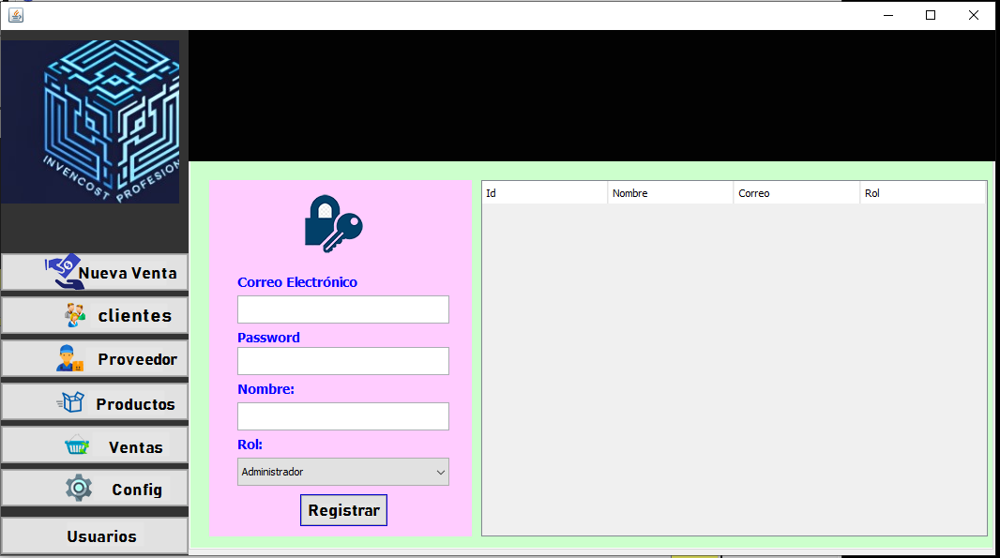 INVENCOST PROFESION
Nueva Venta
clientes
Proveedor
Productos
Ventas
Config
Usuarios
Correo Electrónico
Password
Nombre:
Rol:
Administrador
Registrar
Id Nombre Correo Rol